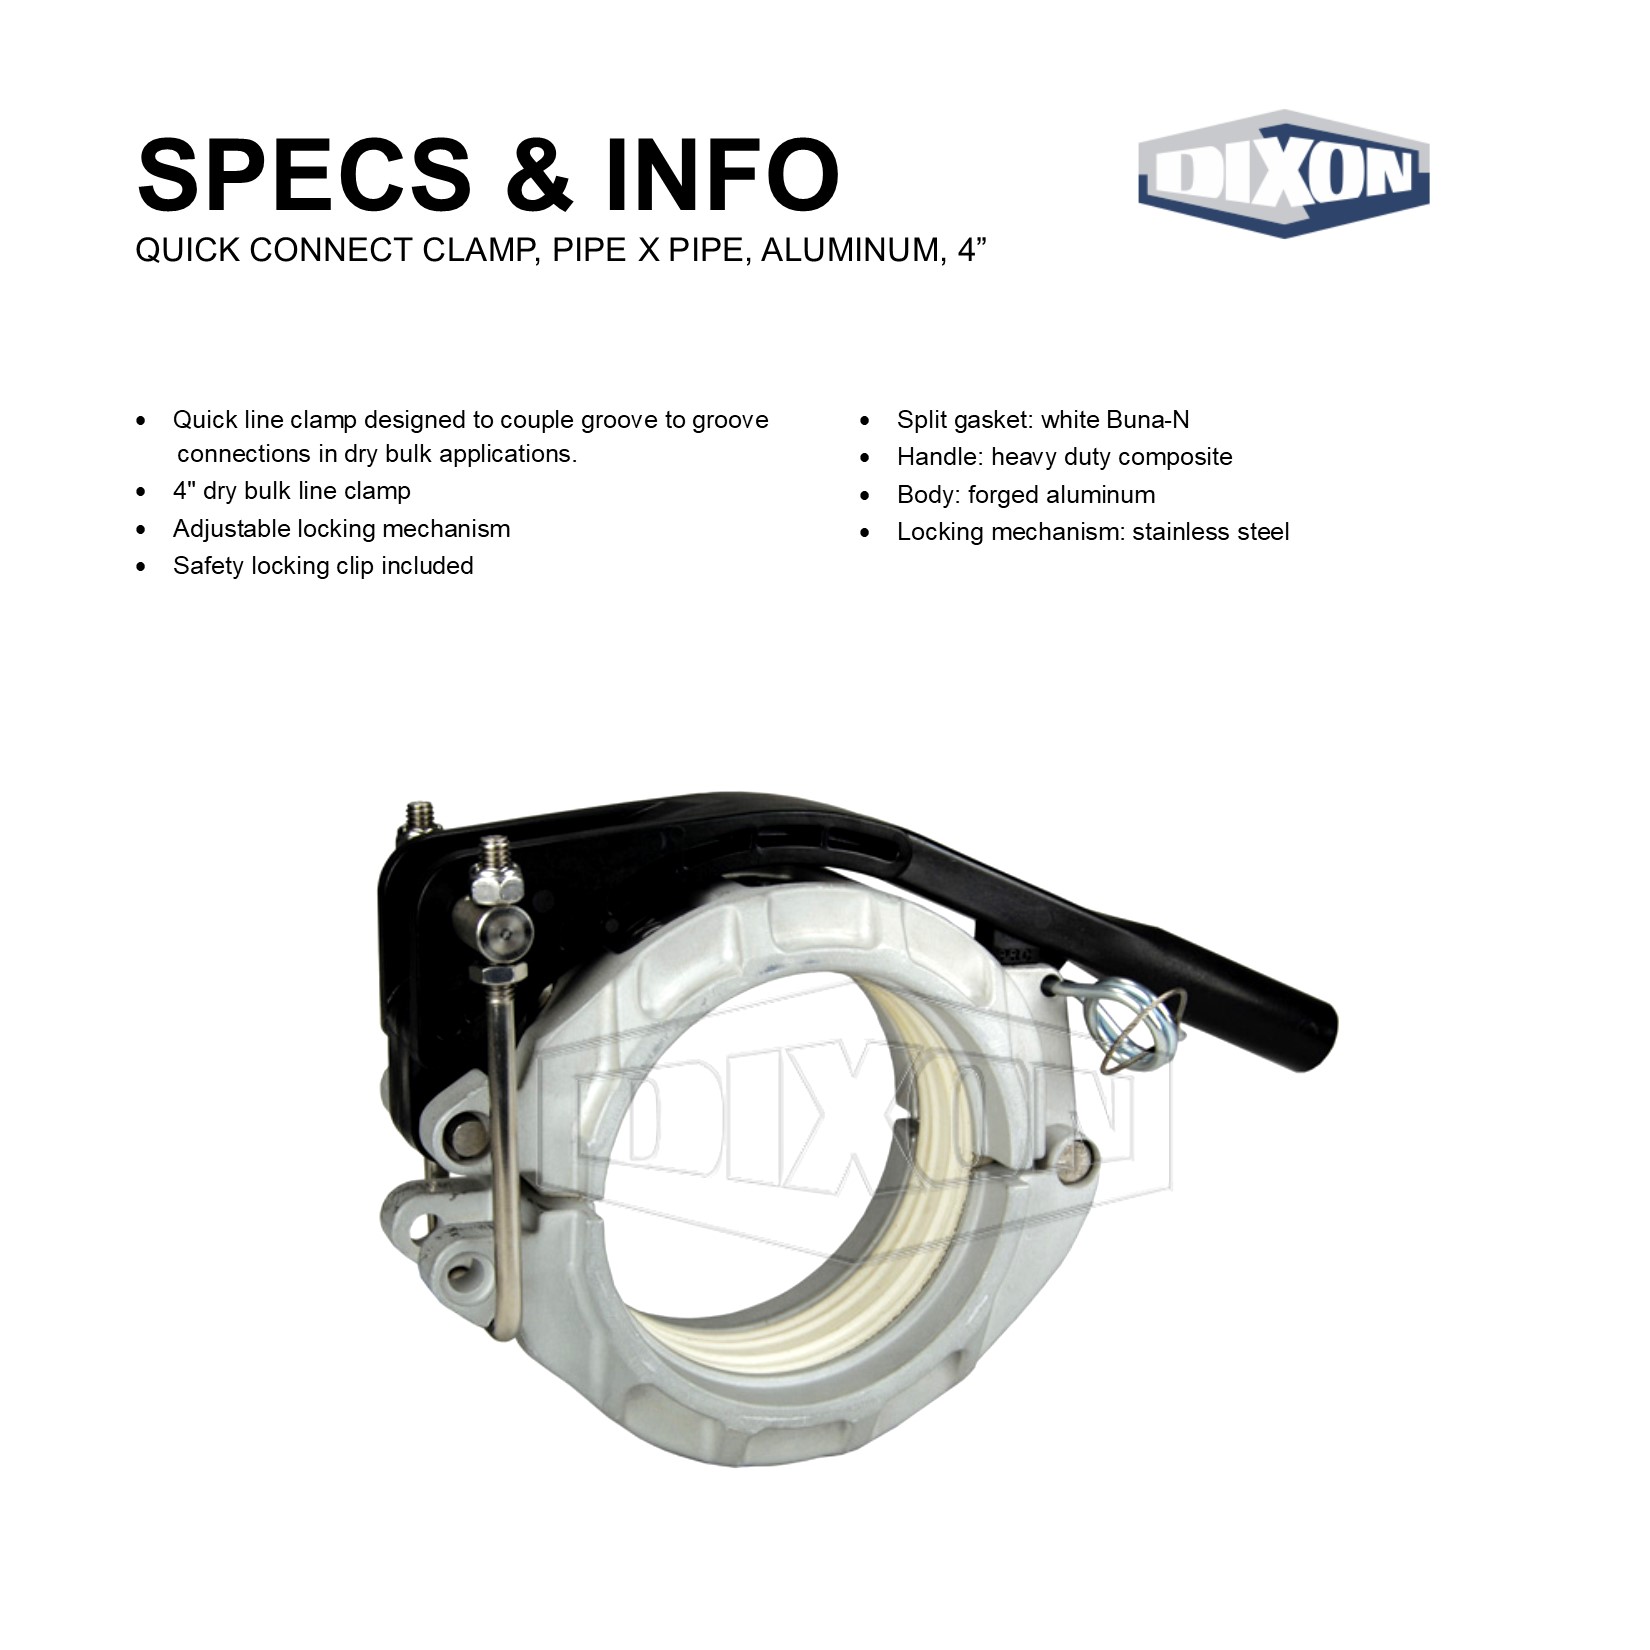 SPECS & INFO
QUICK CONNECT CLAMP, PIPE X PIPE, ALUMINUM, 4”
DIXON
• Quick line clamp designed to couple groove to groove
connections in dry bulk applications.
• 4" dry bulk line clamp
• Adjustable locking mechanism
• Safety locking clip included
• Split gasket: white Buna-N
• Handle: heavy duty composite
• Body: forged aluminum
• Locking mechanism: stainless steel
DIXON